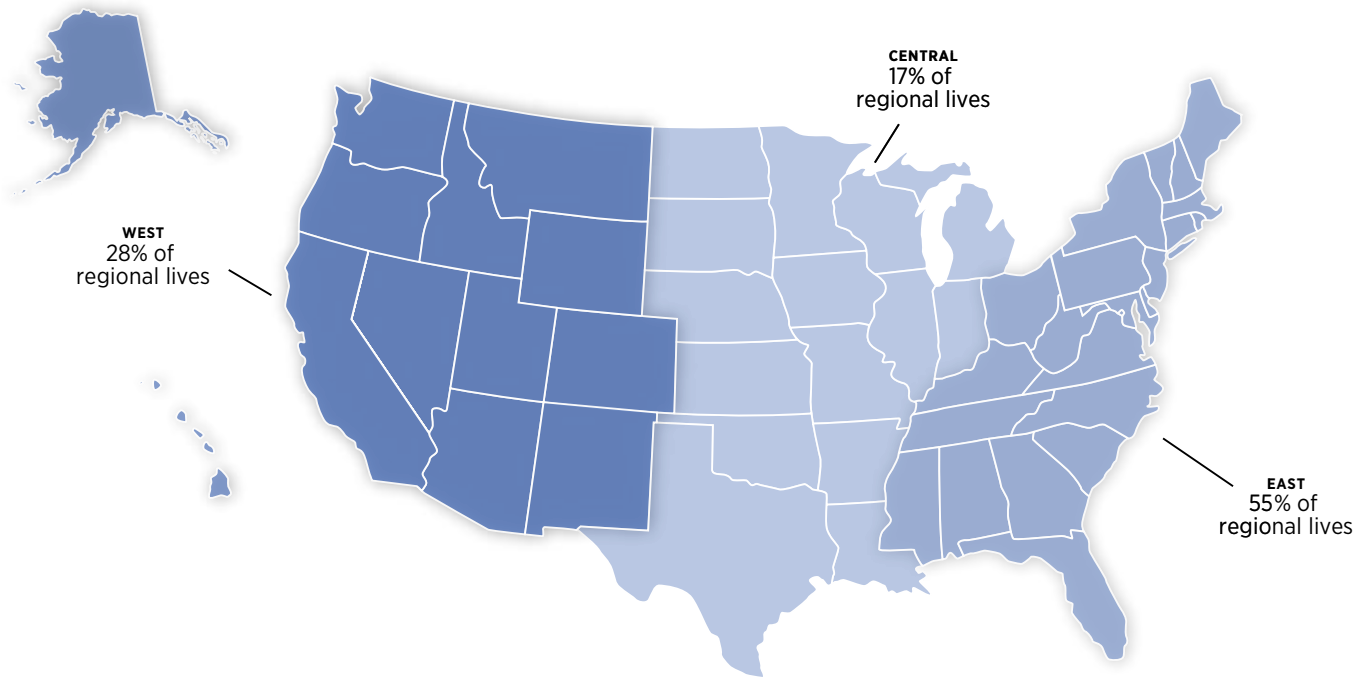 CENTRAL
17% of
regional lives
WEST
28% of
regional lives
EAST
55% of
regional lives